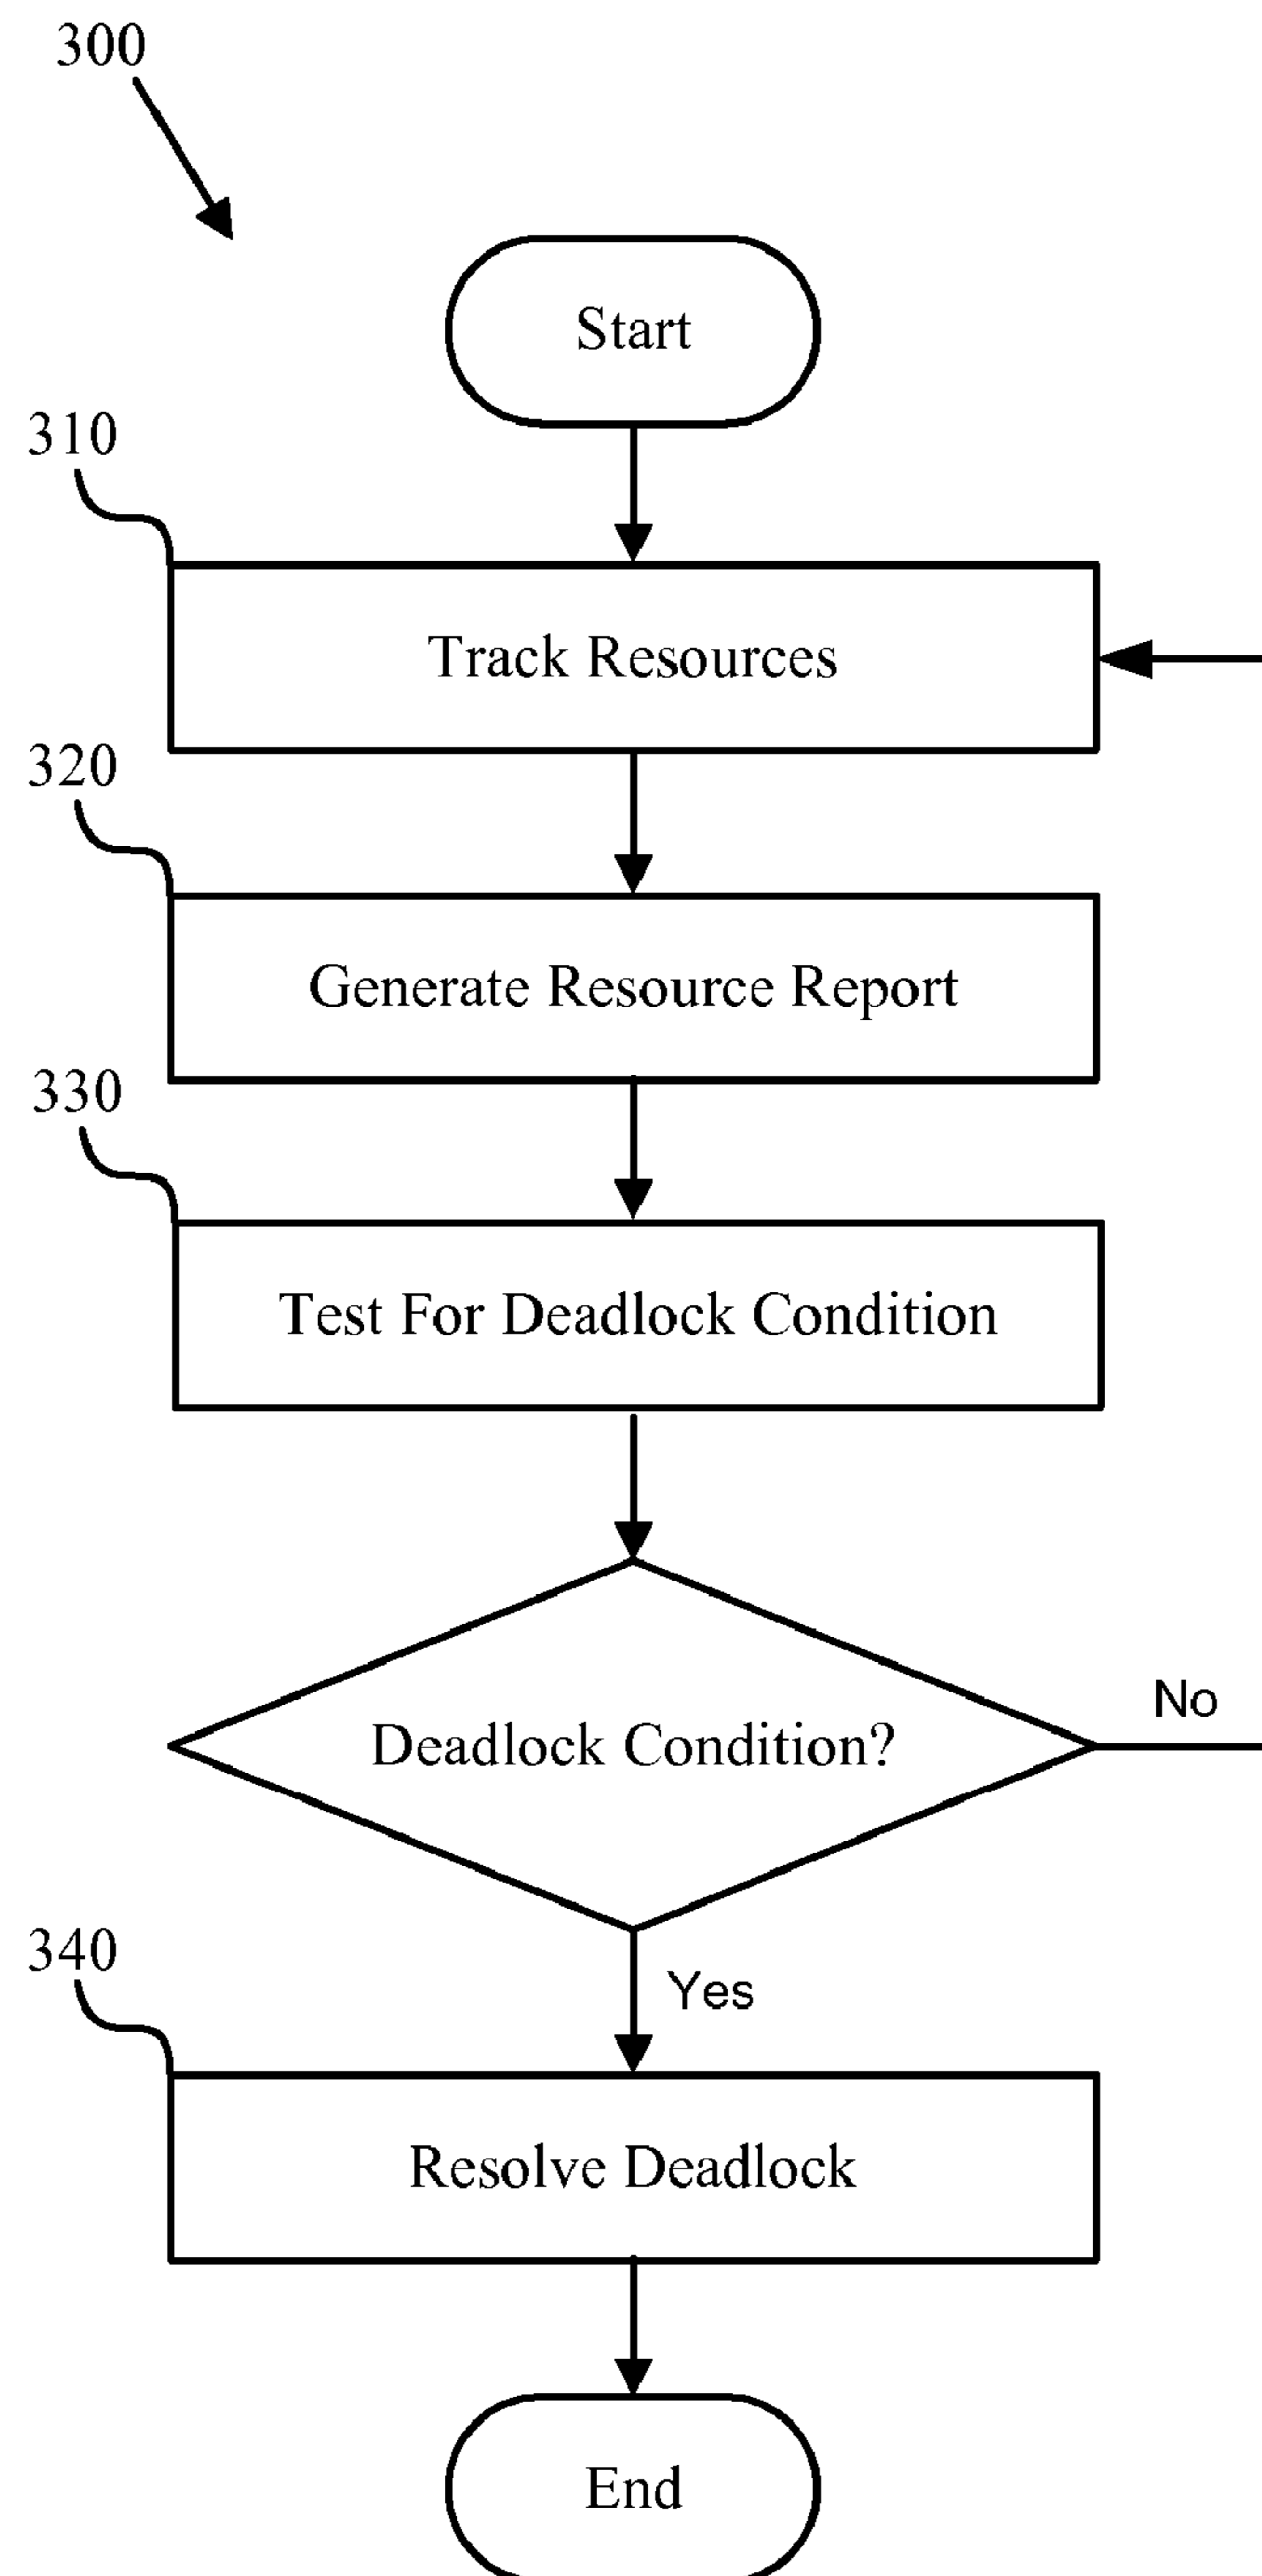 300
Start
310
Track Resources
320
Generate Resource Report
330
Test For Deadlock Condition
Deadlock Condition?
No
Yes
340
Resolve Deadlock
End